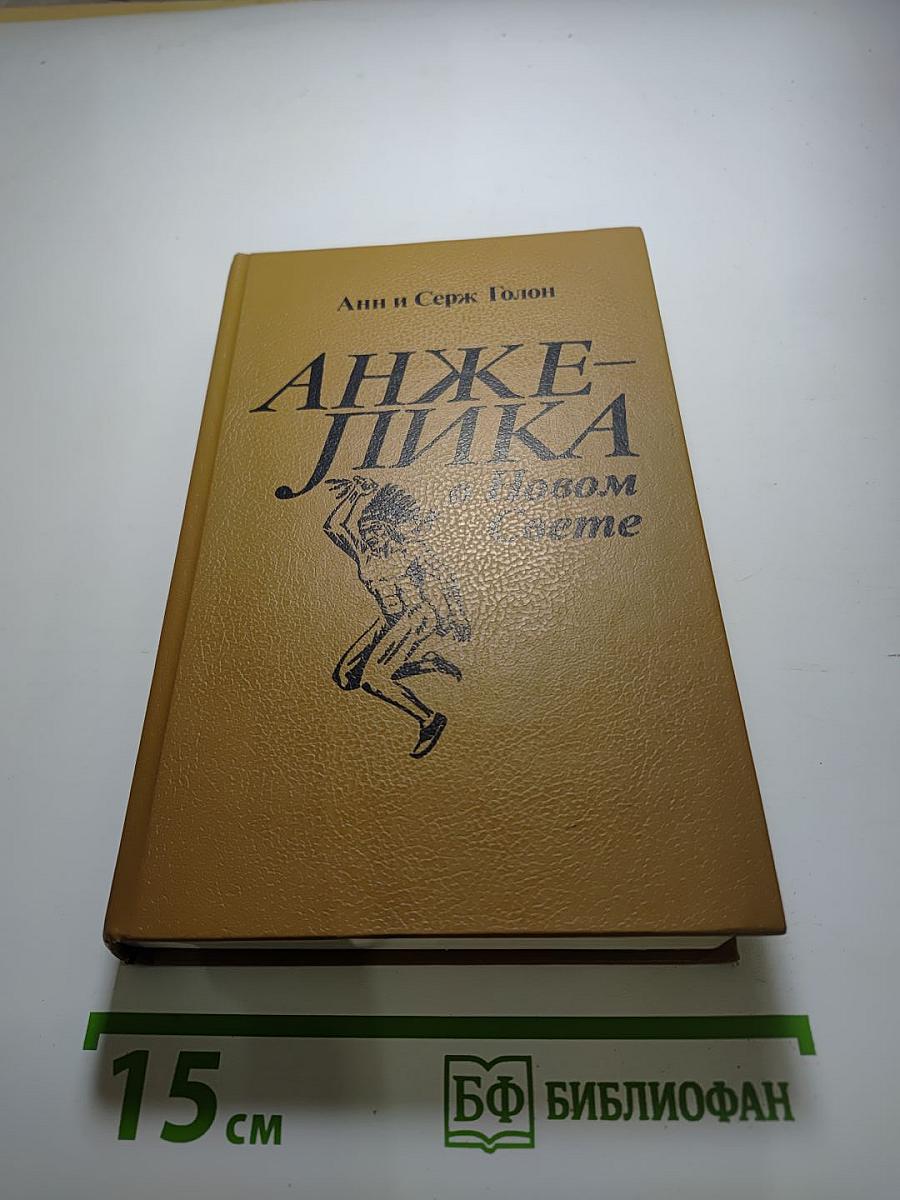 Анн и Серж Голон
АНЖЕ-
ЛИКА
в Новом
Свете
15 см
БФ БИБЛИОФАН